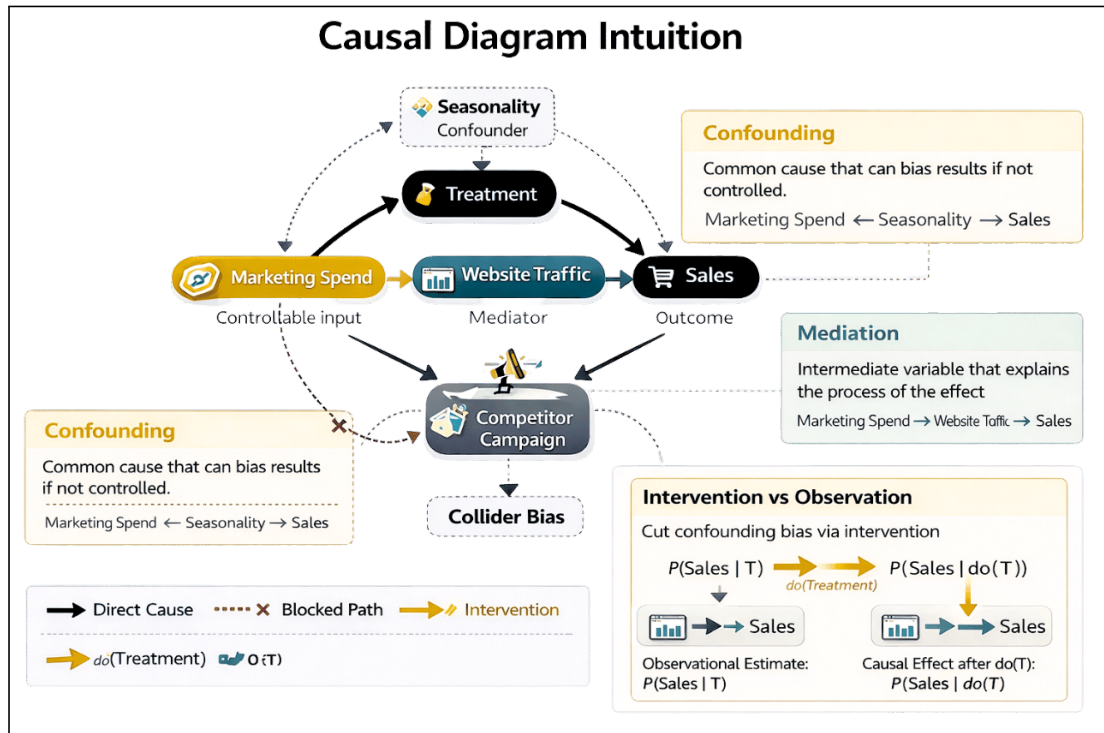 Causal Diagram Intuition
Seasonality
Confounder
Treatment
Marketing Spend
Website Traffic
Sales
Controllable input
Mediator
Outcome
Competitor
Campaign
Collider Bias
Confounding
Common cause that can bias results if not
controlled.
Marketing Spend ← Seasonality → Sales
Mediation
Intermediate variable that explains
the process of the effect
Marketing Spend → Website Traffic → Sales
Confounding
Common cause that can bias results
if not controlled.
Marketing Spend ← Seasonality → Sales
Intervention vs Observation
Cut confounding bias via intervention
P(Sales | T)
do(Treatment)
P(Sales | do(T))
Sales
Sales
Observational Estimate:
P(Sales | T)
Causal Effect after do(T):
P(Sales | do(T)
Direct Cause
Blocked Path
Intervention
do(Treatment)